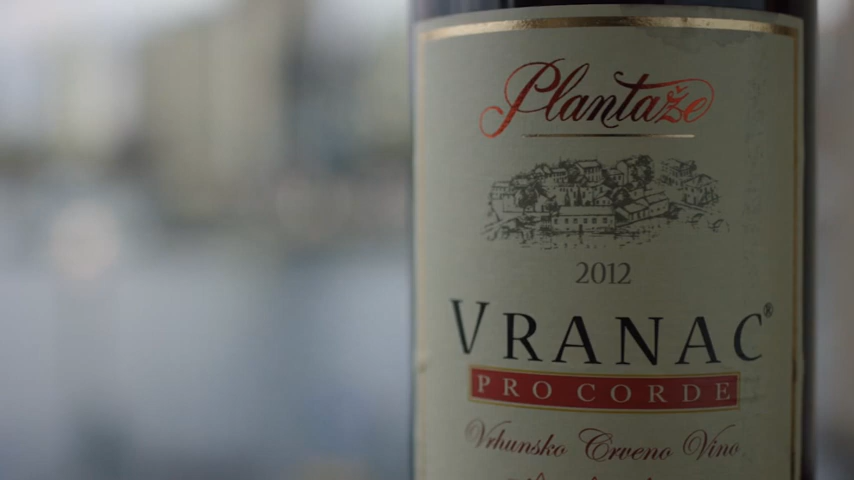 Plantaže
2012
VRANAC®
PRO CORDE
Vrhunsko Crveno Vino